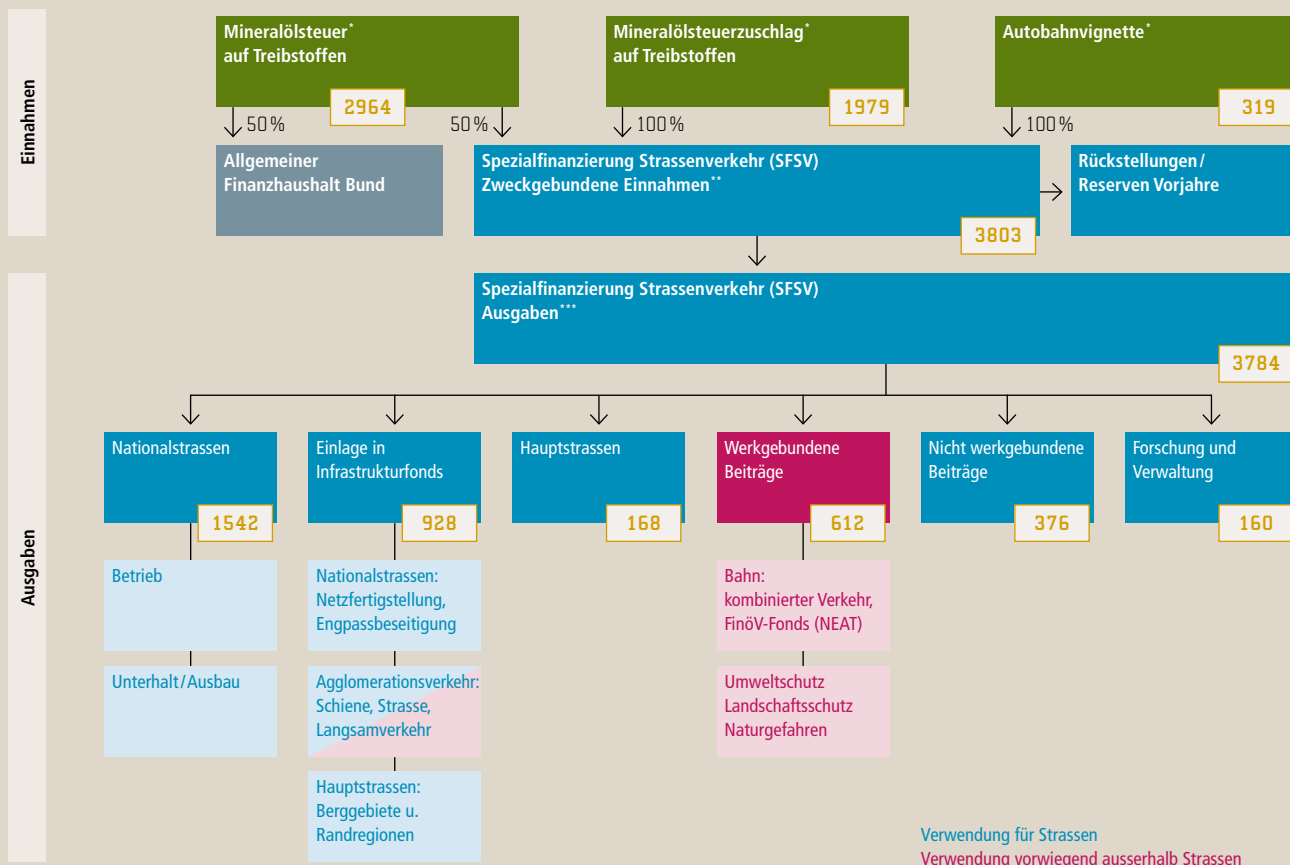 Einnahmen
Mineralölsteuer*
auf Treibstoffen
2964
Mineralölsteuerzuschlag*
auf Treibstoffen
1979
Autobahnvignette*
319
50%
50%
100%
100%
Allgemeiner
Finanzhaushalt Bund
Spezialfinanzierung Strassenverkehr (SFSV)
Zweckgebundene Einnahmen**
3803
Rückstellungen/
Reserven Vorjahre
Ausgaben
Spezialfinanzierung Strassenverkehr (SFSV)
Ausgaben***
3784
Nationalstrassen
1542
Einlage in
Infrastrukturfonds
928
Hauptstrassen
168
Werkgebundene
Beiträge
612
Nicht werkgebundene
Beiträge
376
Forschung und
Verwaltung
160
Betrieb
Unterhalt/Ausbau
Nationalstrassen:
Netzfertigstellung,
Engpassbeseitigung
Agglomerationsverkehr:
Schiene, Strasse,
Langsamverkehr
Hauptstrassen:
Berggebiete u.
Randregionen
Bahn:
kombinierter Verkehr,
FinöV-Fonds (NEAT)
Umweltschutz
Landschaftsschutz
Naturgefahren
Verwendung für Strassen
Verwendung vorwiegend ausserhalb Strassen